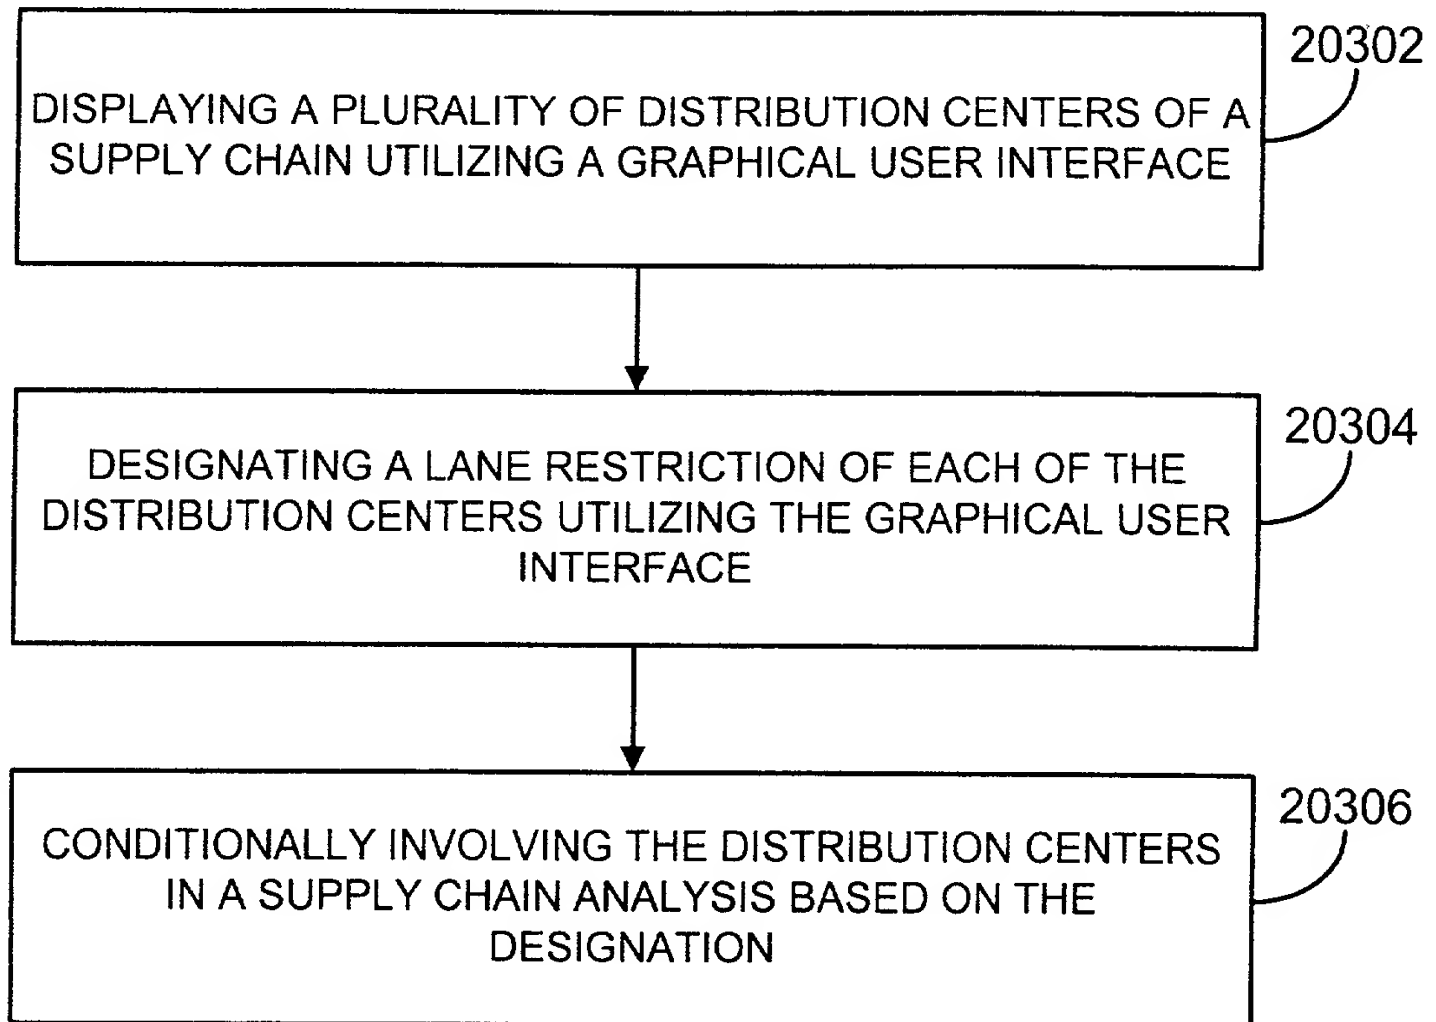 20302
DISPLAYING A PLURALITY OF DISTRIBUTION CENTERS OF A
SUPPLY CHAIN UTILIZING A GRAPHICAL USER INTERFACE
20304
DESIGNATING A LANE RESTRICTION OF EACH OF THE
DISTRIBUTION CENTERS UTILIZING THE GRAPHICAL USER
INTERFACE
20306
CONDITIONALLY INVOLVING THE DISTRIBUTION CENTERS
IN A SUPPLY CHAIN ANALYSIS BASED ON THE
DESIGNATION